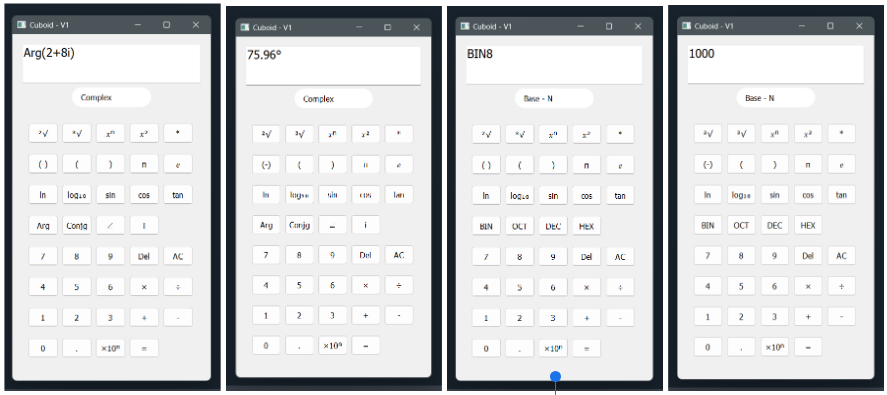 Cuboid - V1
Arg(2+8i)
Complex
²√ ³√ xⁿ x² °
(-) ( ) π e
ln log₁₀ sin cos tan
Arg Conjg ∠ i
7 8 9 Del AC
4 5 6 × ÷
1 2 3 + -
0 . ×10ⁿ =
Cuboid - V1
75.96°
Complex
²√ ³√ xⁿ x² °
(-) ( ) π e
ln log₁₀ sin cos tan
Arg Conjg ∠ i
7 8 9 Del AC
4 5 6 × ÷
1 2 3 + -
0 . ×10ⁿ =
Cuboid - V1
BIN8
Base - N
²√ ³√ xⁿ x² °
(-) ( ) π e
ln log₁₀ sin cos tan
BIN OCT DEC HEX
7 8 9 Del AC
4 5 6 × ÷
1 2 3 + -
0 . ×10ⁿ =
Cuboid - V1
1000
Base - N
²√ ³√ xⁿ x² °
(-) ( ) π e
ln log₁₀ sin cos tan
BIN OCT DEC HEX
7 8 9 Del AC
4 5 6 × ÷
1 2 3 + -
0 . ×10ⁿ =